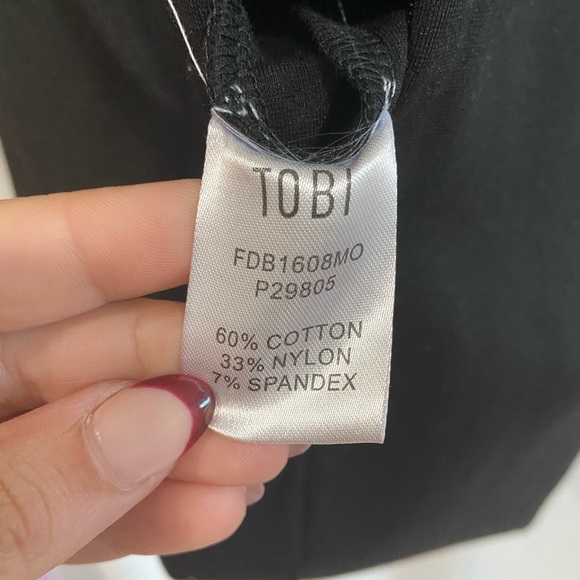 TOBI
FDB1608MO
P29805
60% COTTON
33% NYLON
7% SPANDEX